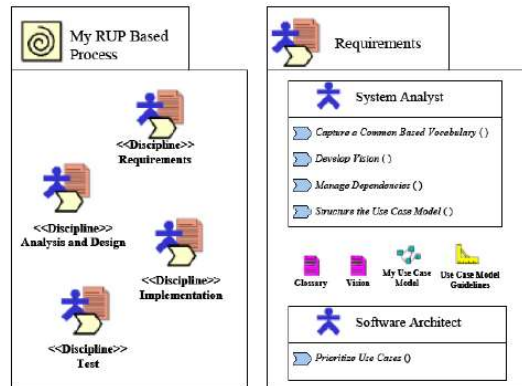 My RUP Based
Process
<<Discipline>>
Requirements
<<Discipline>>
Analysis and Design
<<Discipline>>
Implementation
<<Discipline>>
Test
Requirements
System Analyst
Capture a Common Based Vocabulary ( )
Develop Vision ( )
Manage Dependencies ( )
Structure the Use Case Model ( )
Glossary
Vision
My Use Case
Model
Use Case Model
Guidelines
Software Architect
Prioritize Use Cases ()